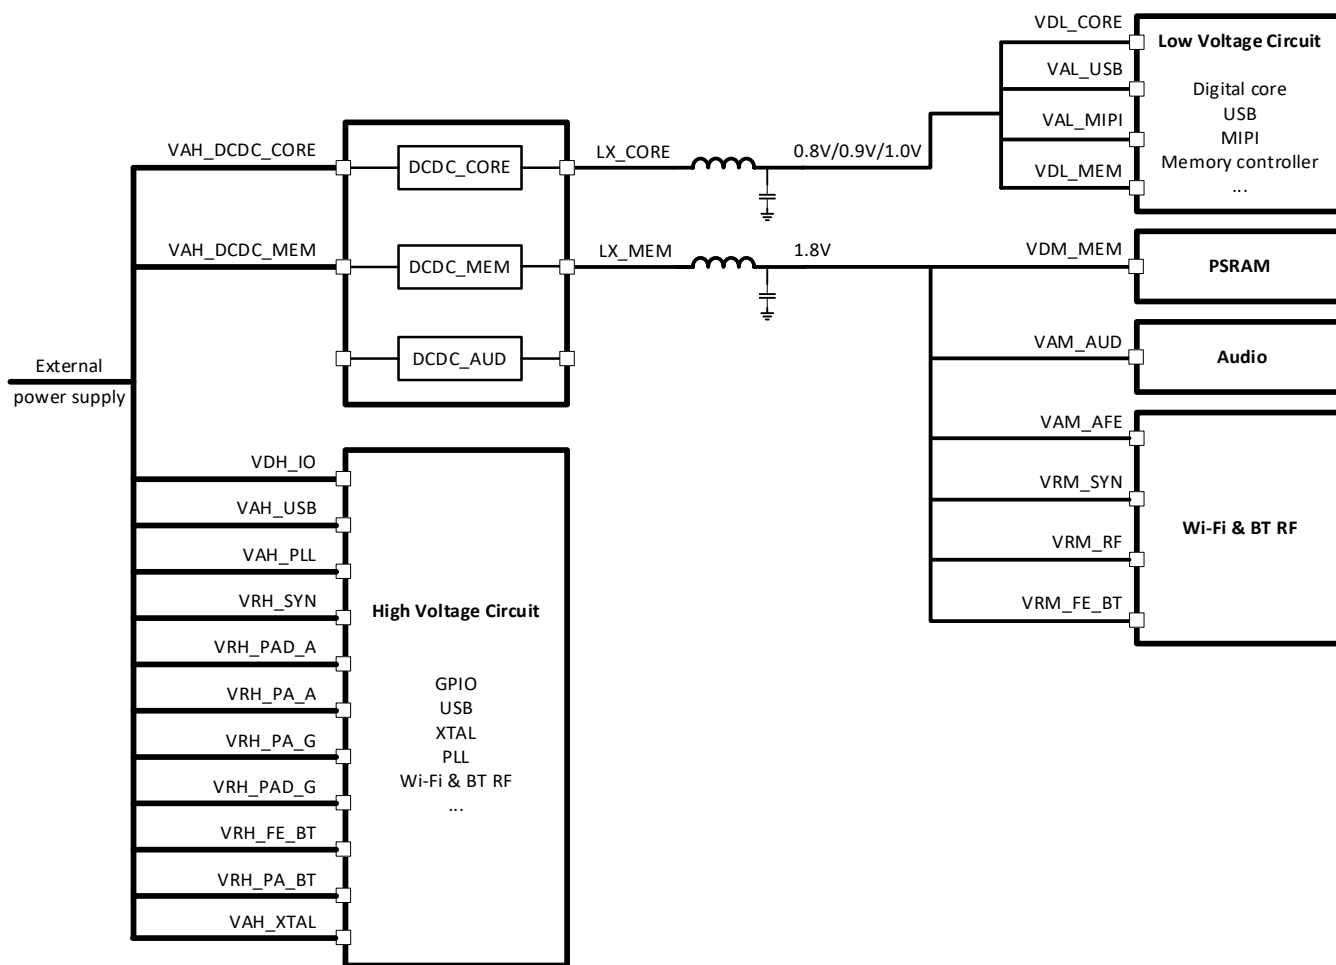 External
power supply
VAH_DCDC_CORE
VAH_DCDC_MEM
DCDC_CORE
DCDC_MEM
DCDC_AUD
LX_CORE
0.8V/0.9V/1.0V
LX_MEM
1.8V
VDL_CORE
VAL_USB
VAL_MIPI
VDL_MEM
Low Voltage Circuit
Digital core
USB
MIPI
Memory controller
...
VDM_MEM
PSRAM
VAM_AUD
Audio
VAM_AFE
VRM_SYN
VRM_RF
VRM_FE_BT
Wi-Fi & BT RF
VDH_IO
VAH_USB
VAH_PLL
VRH_SYN
VRH_PAD_A
VRH_PA_A
VRH_PA_G
VRH_PAD_G
VRH_FE_BT
VRH_PA_BT
VAH_XTAL
High Voltage Circuit
GPIO
USB
XTAL
PLL
Wi-Fi & BT RF
...